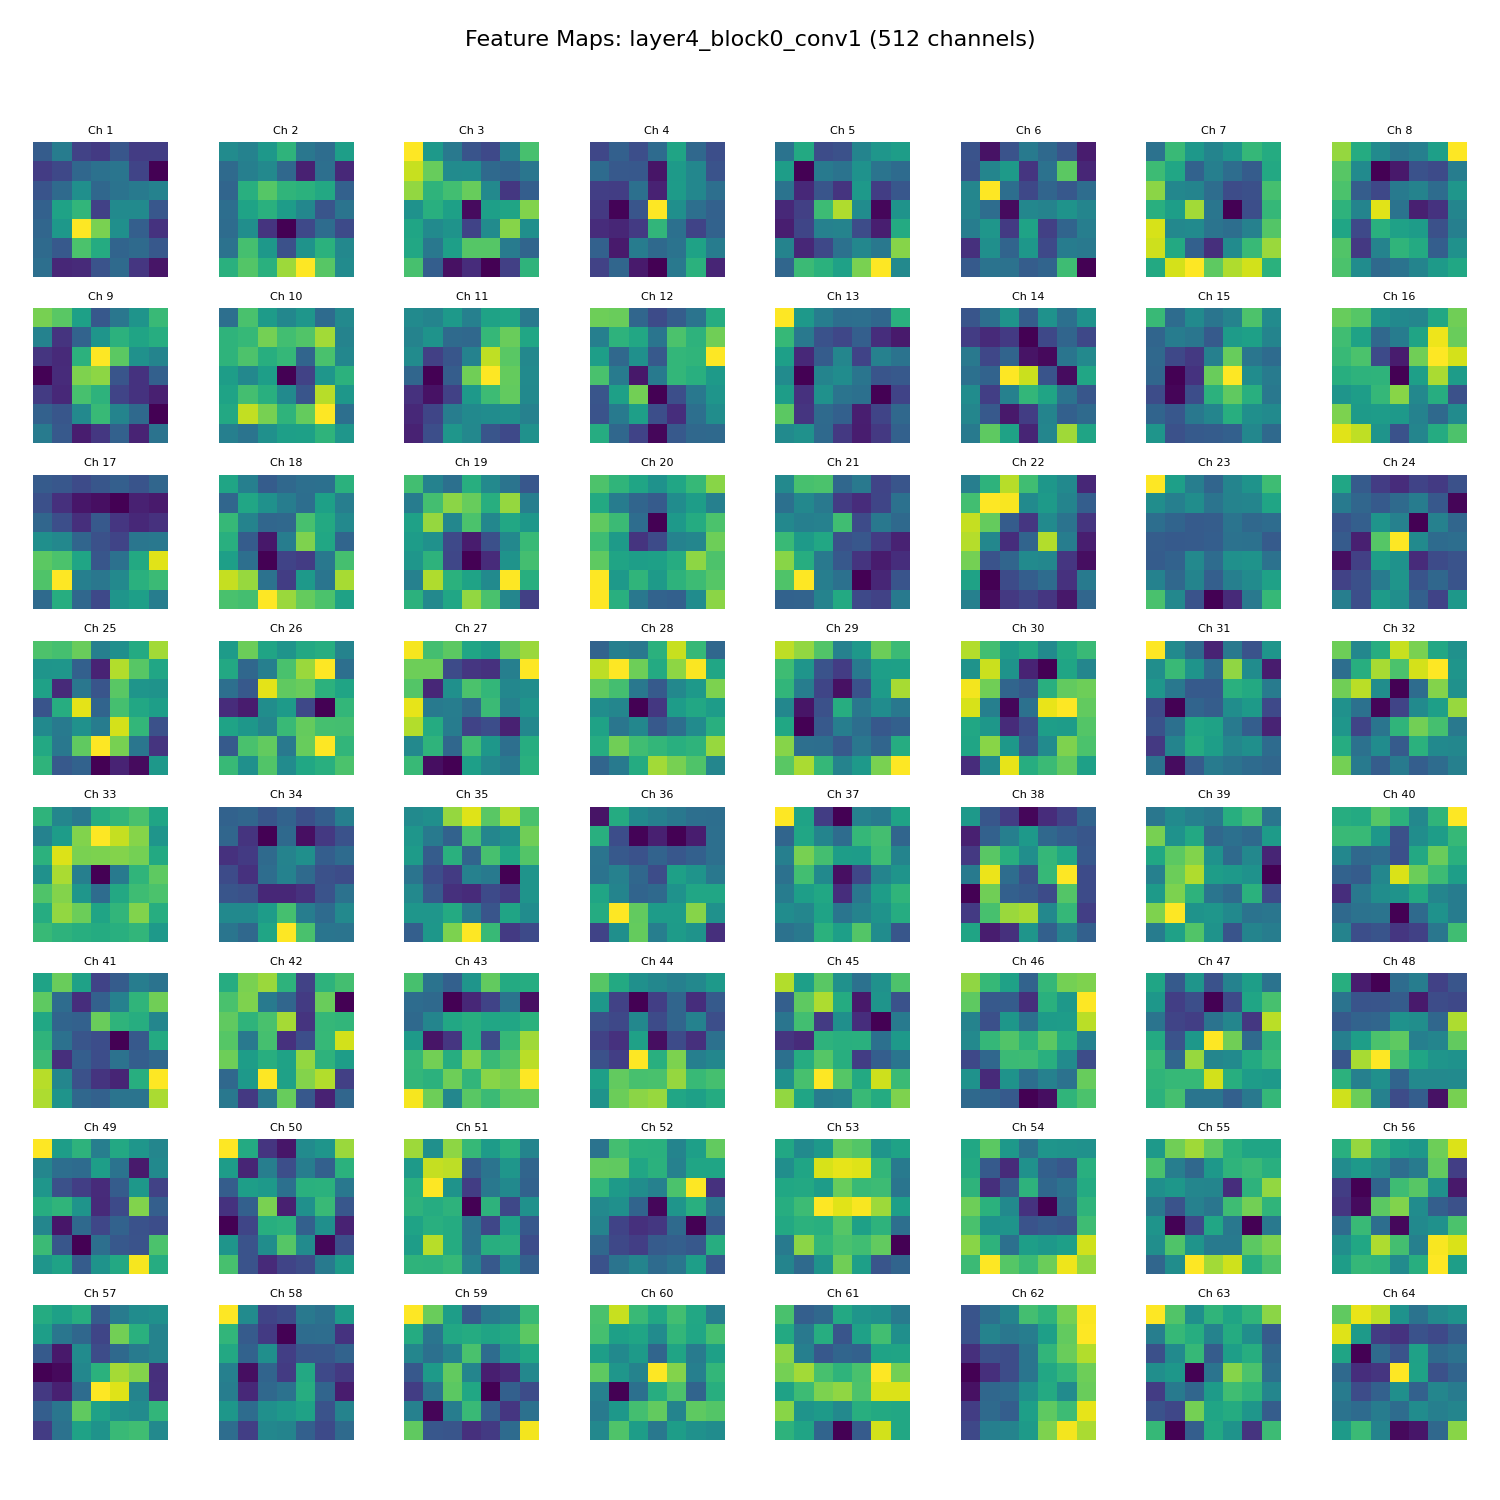 Feature Maps: layer4_block0_conv1 (512 channels)
Ch 1 Ch 2 Ch 3 Ch 4 Ch 5 Ch 6 Ch 7 Ch 8
Ch 9 Ch 10 Ch 11 Ch 12 Ch 13 Ch 14 Ch 15 Ch 16
Ch 17 Ch 18 Ch 19 Ch 20 Ch 21 Ch 22 Ch 23 Ch 24
Ch 25 Ch 26 Ch 27 Ch 28 Ch 29 Ch 30 Ch 31 Ch 32
Ch 33 Ch 34 Ch 35 Ch 36 Ch 37 Ch 38 Ch 39 Ch 40
Ch 41 Ch 42 Ch 43 Ch 44 Ch 45 Ch 46 Ch 47 Ch 48
Ch 49 Ch 50 Ch 51 Ch 52 Ch 53 Ch 54 Ch 55 Ch 56
Ch 57 Ch 58 Ch 59 Ch 60 Ch 61 Ch 62 Ch 63 Ch 64